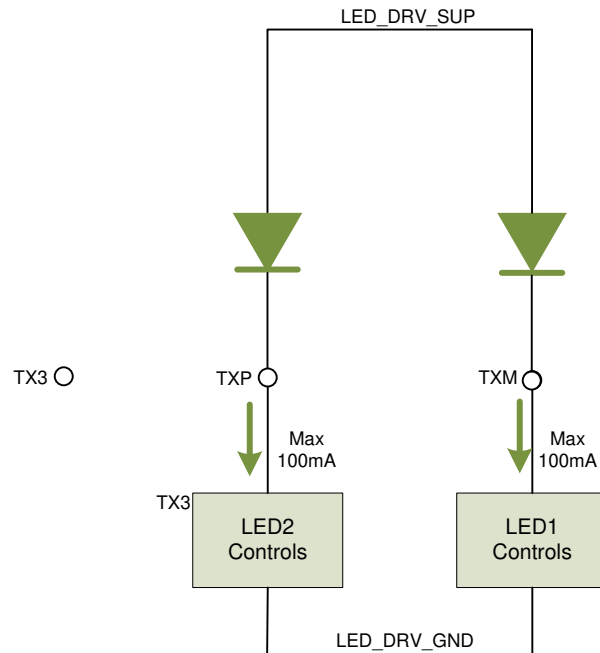 LED_DRV_SUP
TX3
TXP
TXM
Max
100mA
Max
100mA
TX3
LED2
Controls
LED1
Controls
LED_DRV_GND